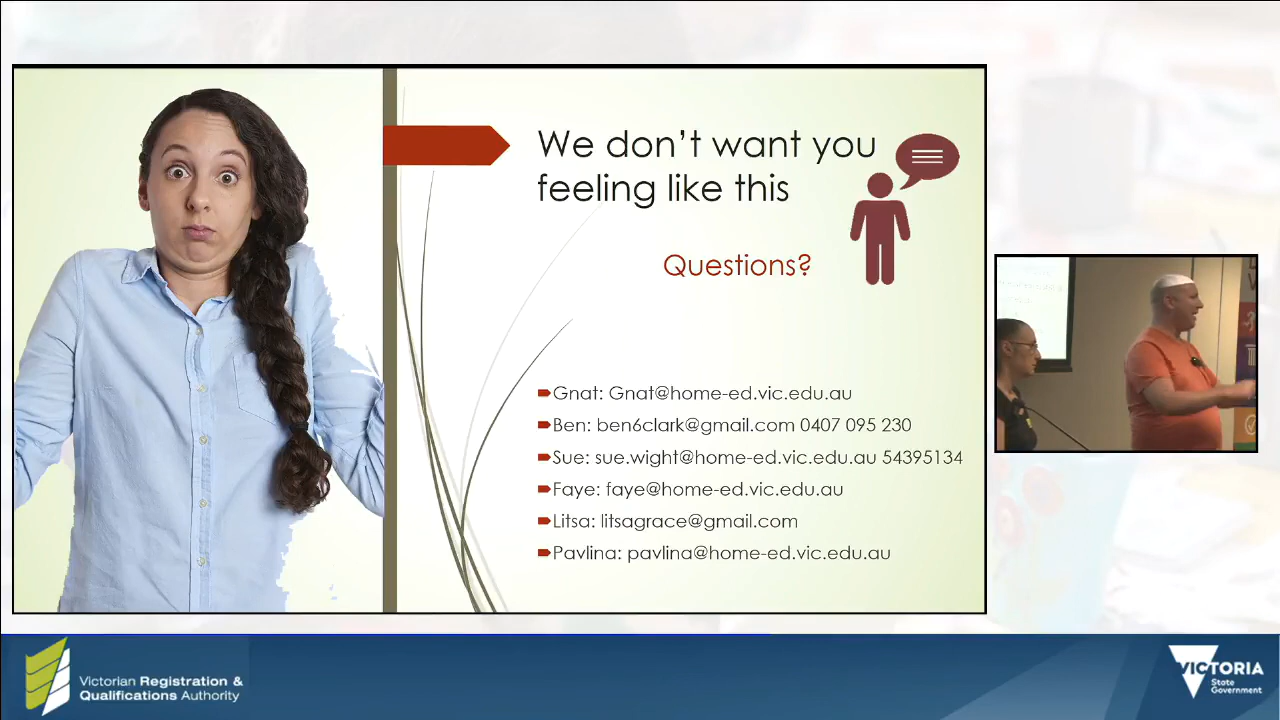 We don't want you
feeling like this
Questions?
Gnat: Gnat@home-ed.vic.edu.au
Ben: ben6clark@gmail.com 0407 095 230
Sue: sue.wight@home-ed.vic.edu.au 54395134
Faye: faye@home-ed.vic.edu.au
Litsa: litsagrace@gmail.com
Pavlina: pavlina@home-ed.vic.edu.au
Victorian Registration &
Qualifications Authority
VICTORIA
State
Government